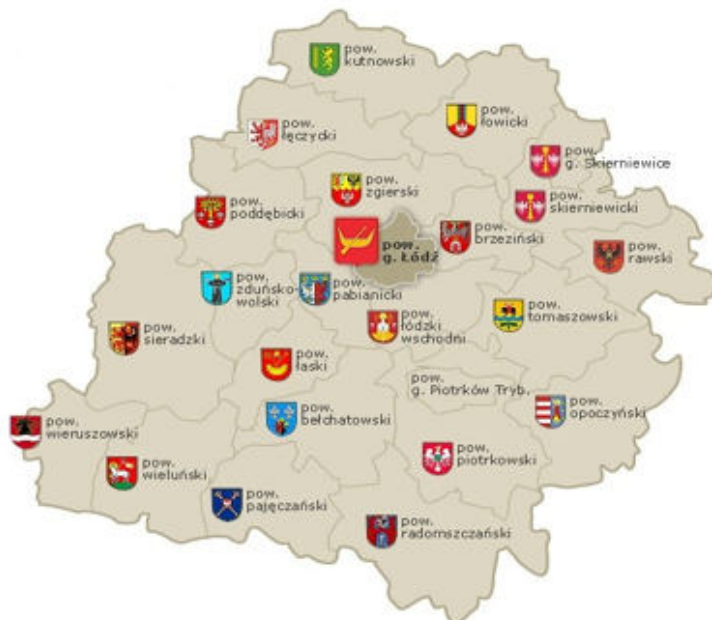 pow.
kutnowski
pow.
łęczycki
pow.
łowicki
pow.
g. Skierniewice
pow.
zgierski
pow.
skierniewicki
pow.
poddębicki
pow.
g. Łódź
pow.
brzeziński
pow.
rawski
pow.
zduńsko-
wolski
pow.
pabianicki
pow.
tomaszowski
pow.
sieradzki
pow.
łódzki
wschodni
pow.
łaski
pow.
g. Piotrków Tryb.
pow.
opoczyński
pow.
bełchatowski
pow.
wieruszowski
pow.
piotrkowski
pow.
wieluński
pow.
pajęczański
pow.
radomszczański